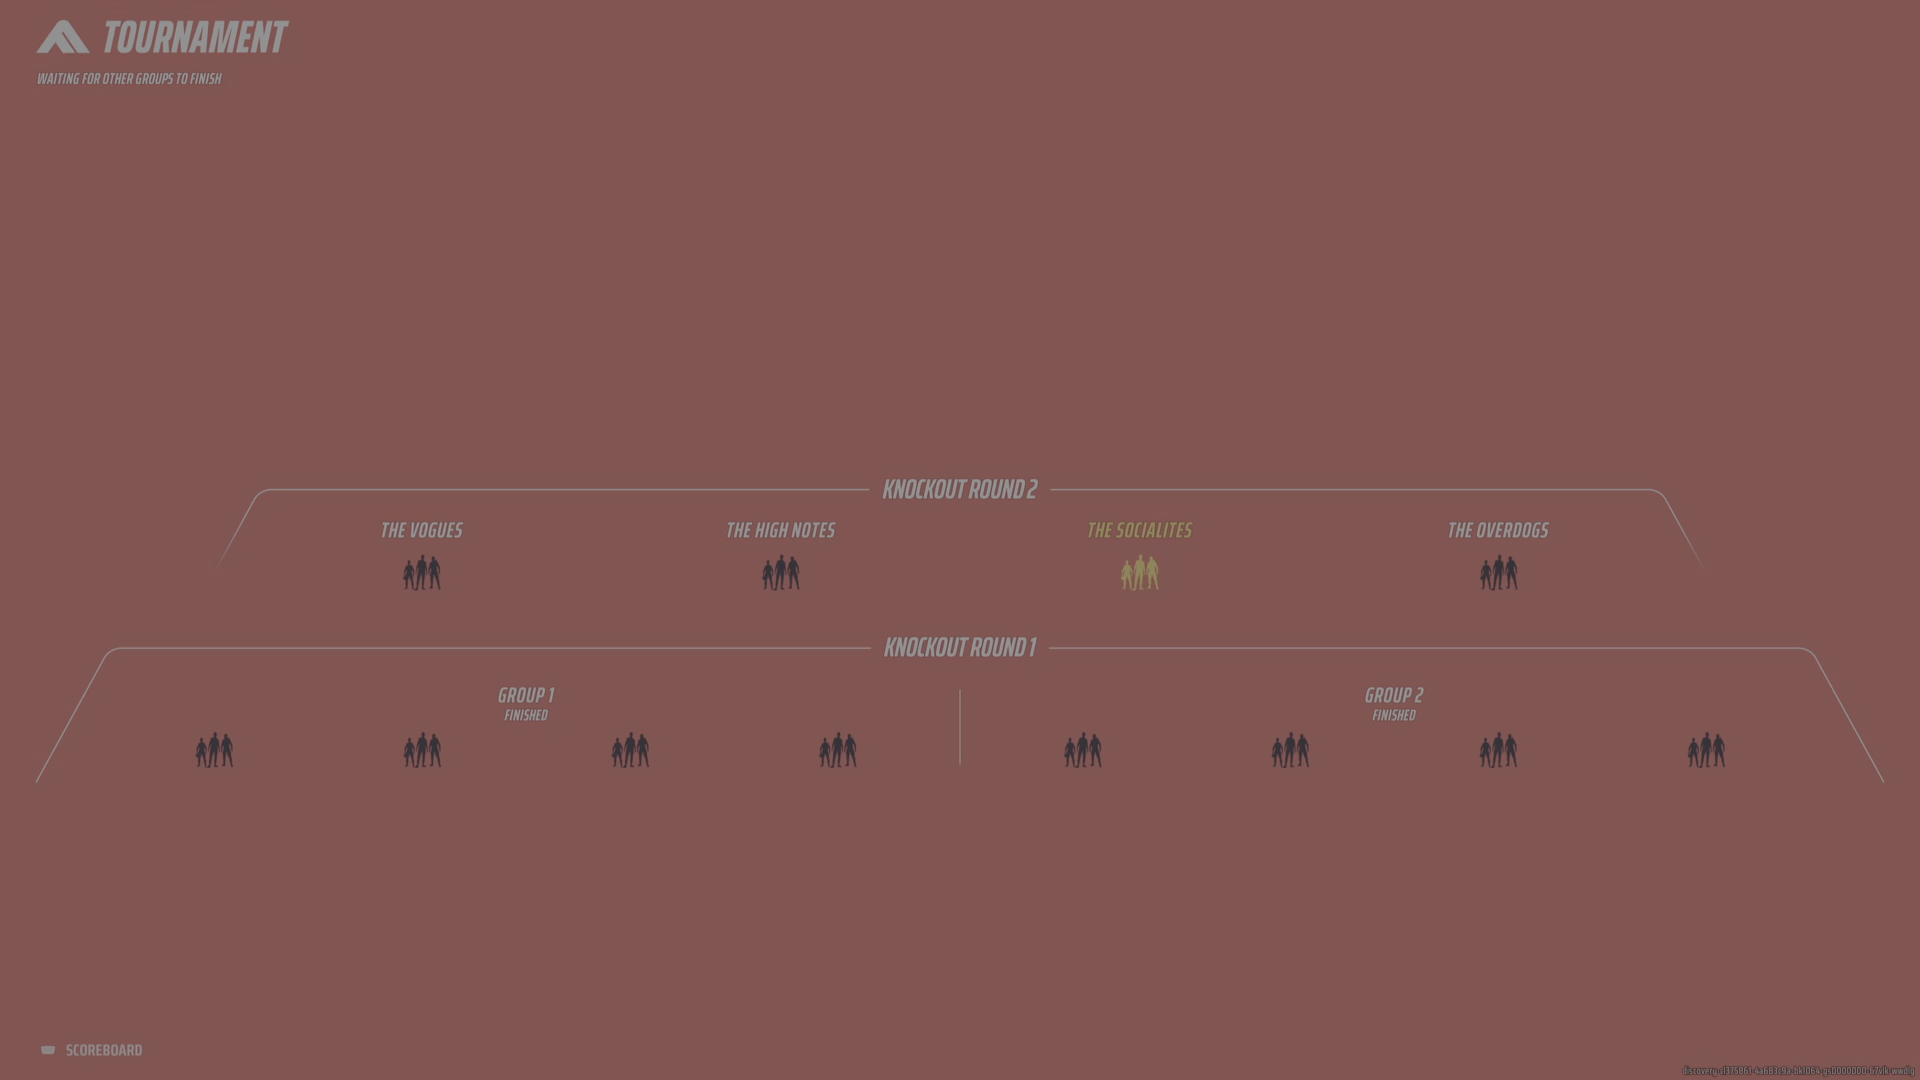 TOURNAMENT
WAITING FOR OTHER GROUPS TO FINISH
KNOCKOUT ROUND 2
THE VOGUES
THE HIGH NOTES
THE SOCIALITES
THE OVERDOGS
KNOCKOUT ROUND 1
GROUP 1
FINISHED
GROUP 2
FINISHED
SCOREBOARD